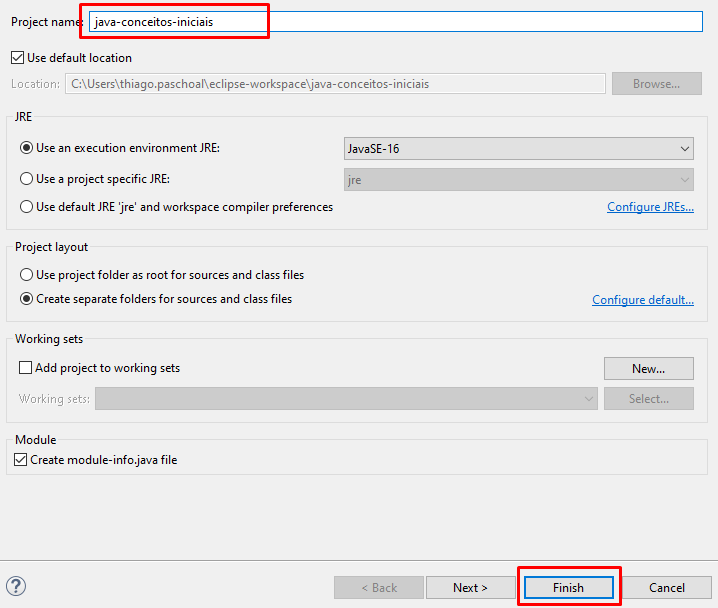 Project name: java-conceitos-iniciais
Use default location
Location: C:\Users\thiago.paschoal\eclipse-workspace\java-conceitos-iniciais Browse...
JRE
Use an execution environment JRE: JavaSE-16
Use a project specific JRE: jre
Use default JRE 'jre' and workspace compiler preferences Configure JREs...
Project layout
Use project folder as root for sources and class files
Create separate folders for sources and class files Configure default...
Working sets
Add project to working sets New...
Working sets: Select...
Module
Create module-info.java file
? < Back Next > Finish Cancel